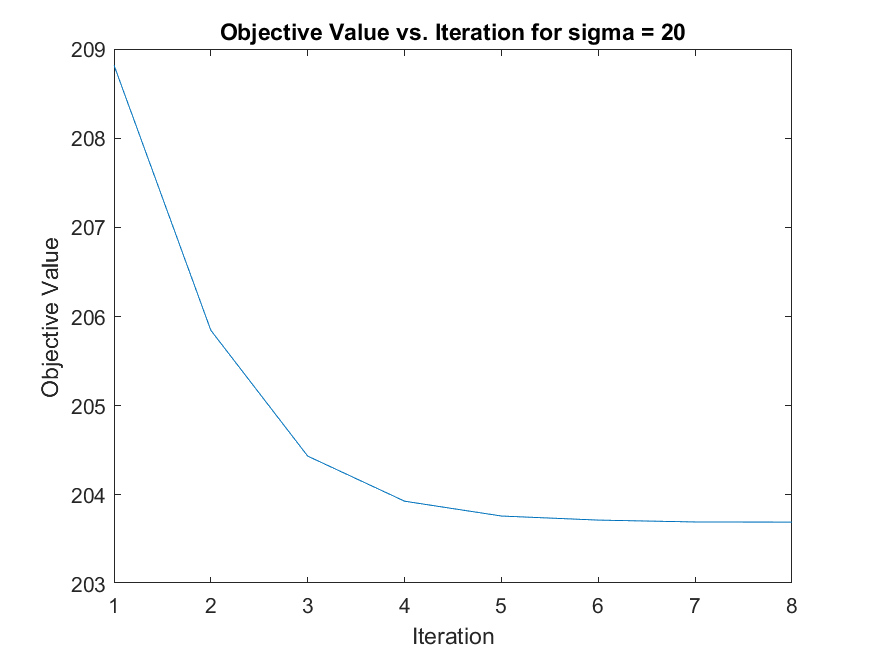 Objective Value vs. Iteration for sigma = 20
209
208
207
206
205
204
203
Objective Value
1 2 3 4 5 6 7 8
Iteration